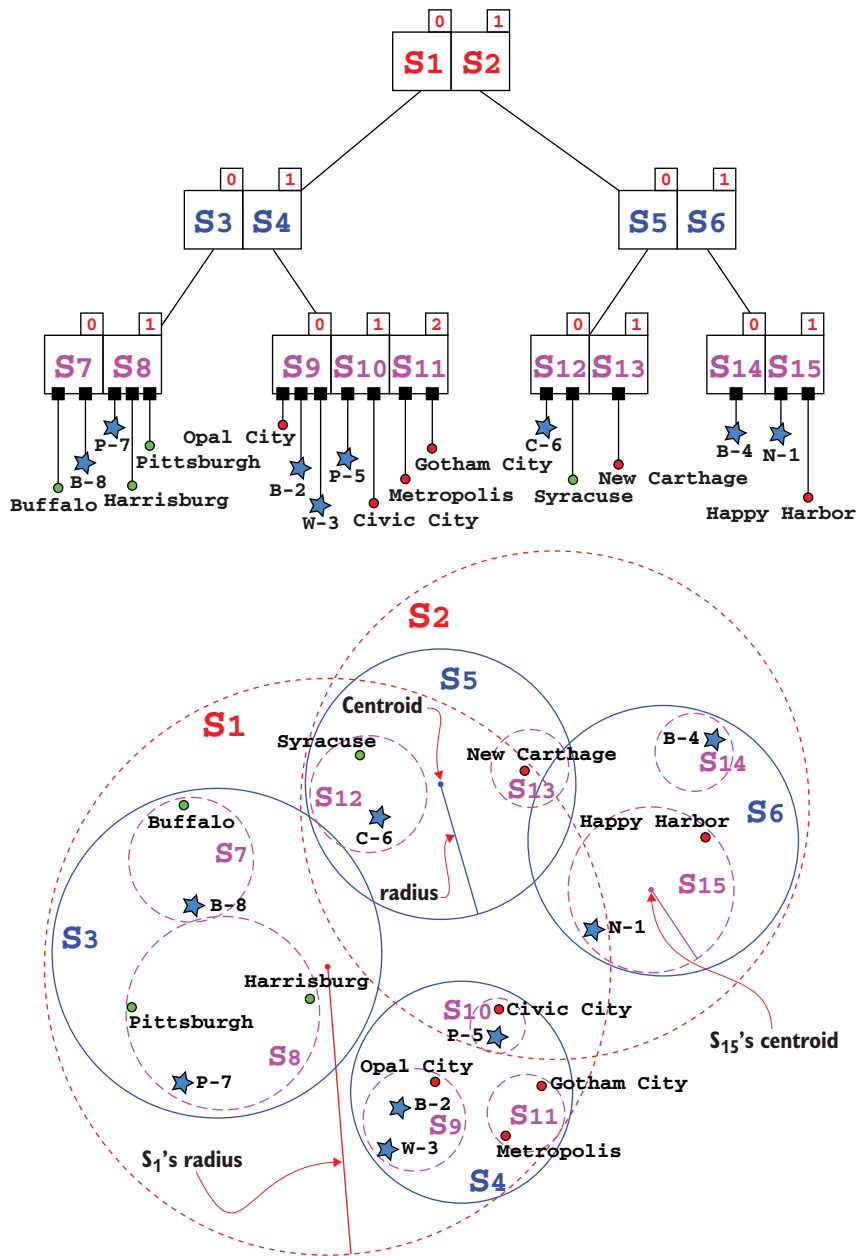 0 1
S1 S2
0 1 0 1
S3 S4 S5 S6
0 1 0 1 2 0 1 0 1
S7 S8 S9 S10 S11 S12 S13 S14 S15
Opal City
P-7
Pittsburgh
B-8
Buffalo
Harrisburg
B-2
W-3
P-5
Gotham City
Metropolis
Civic City
C-6
Syracuse
New Carthage
B-4
N-1
Happy Harbor
S2
S5
S1
Centroid
Syracuse
New Carthage
B-4
S14
S12
S13
S6
Happy Harbor
Buffalo
C-6
S7
S15
radius
B-8
N-1
S3
Harrisburg
S10
Civic City
Pittsburgh
P-5
S15's centroid
S8
Opal City
P-7
Gotham City
B-2
S9
S11
W-3
Metropolis
S1's radius
S4